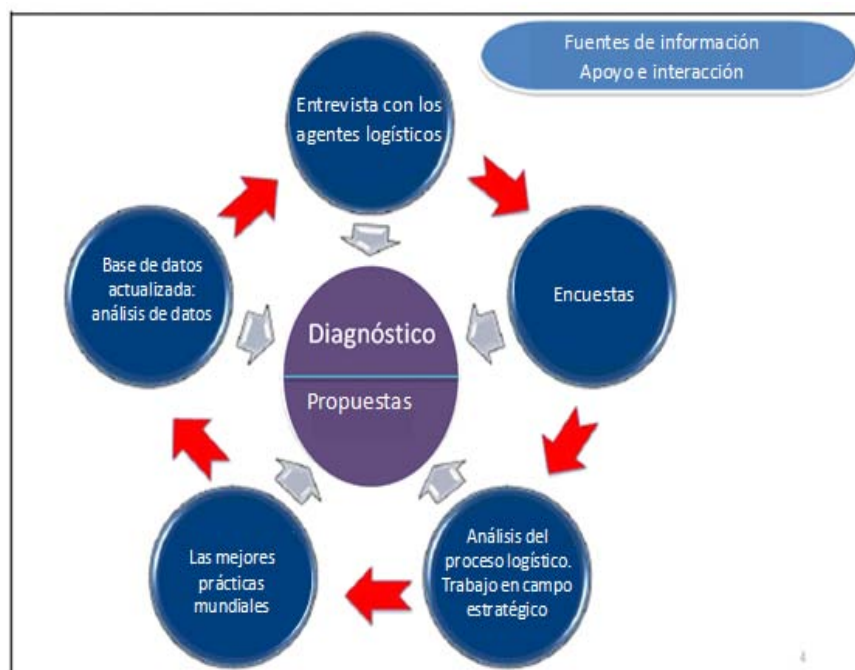 Fuentes de información
Apoyo e interacción
Entrevista con los
agentes logísticos
Encuestas
Análisis del
proceso logístico.
Trabajo en campo
estratégico
Las mejores
prácticas
mundiales
Base de datos
actualizada:
análisis de datos
Diagnóstico
Propuestas
4